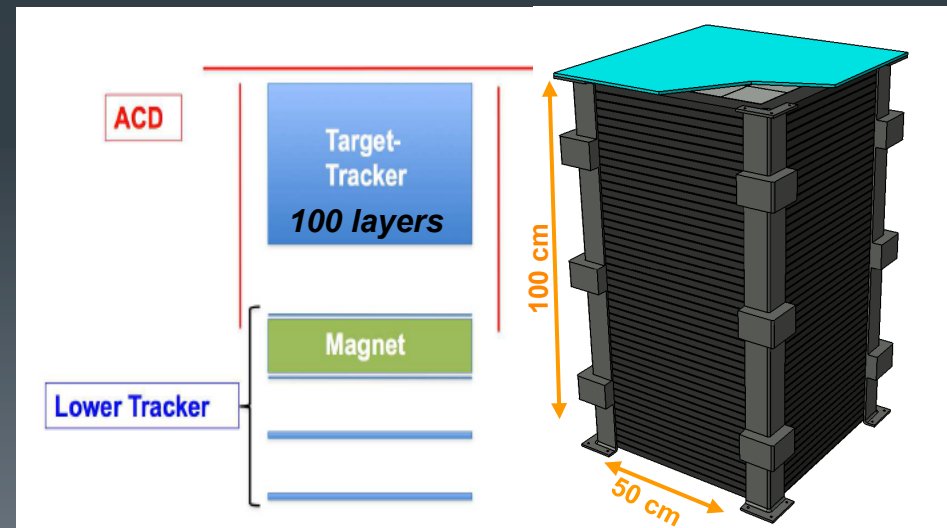 ACD
Target-
Tracker
100 layers
Magnet
Lower Tracker
100 cm
50 cm